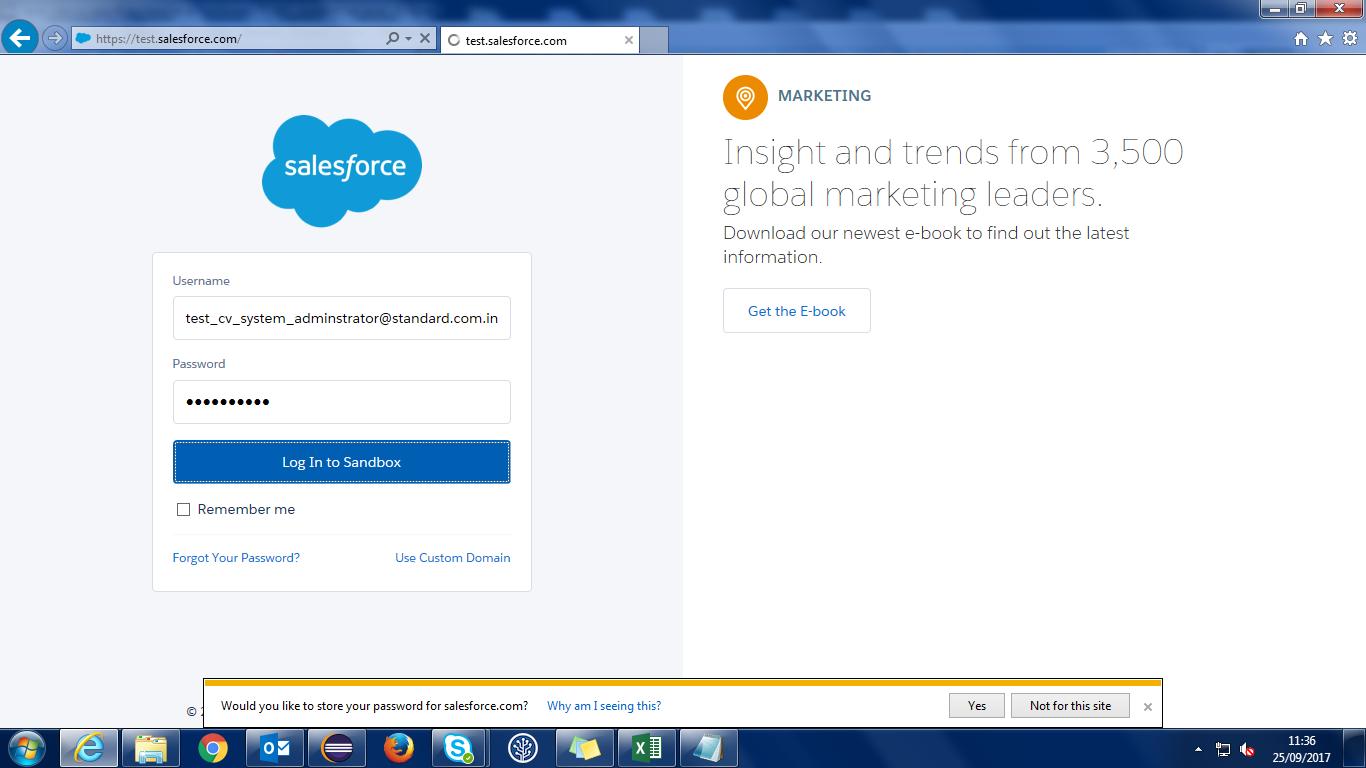 https://test.salesforce.com/
test.salesforce.com
salesforce
Username
test_cv_system_adminstrator@standard.com.in
Password
Log In to Sandbox
Remember me
Forgot Your Password?
Use Custom Domain
MARKETING
Insight and trends from 3,500
global marketing leaders.
Download our newest e-book to find out the latest
information.
Get the E-book
©
Would you like to store your password for salesforce.com?
Why am I seeing this?
Yes
Not for this site
11:36
25/09/2017